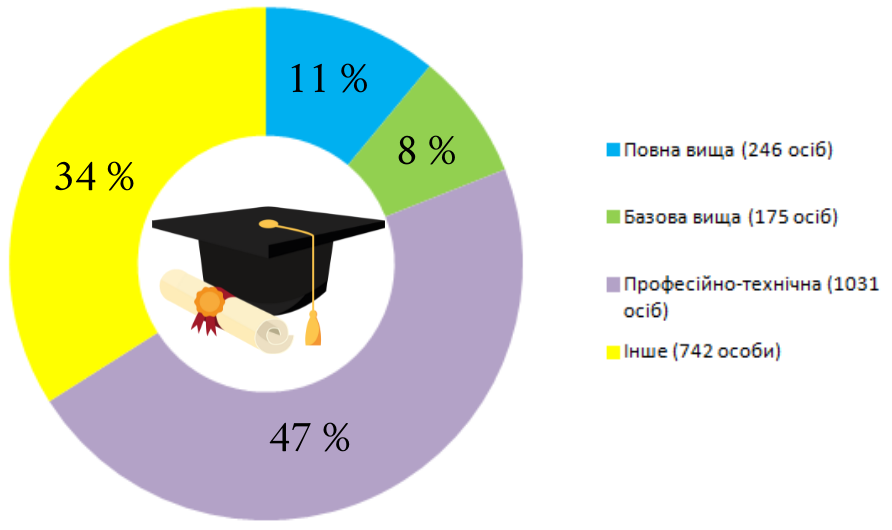 11 %
8 %
34 %
47 %
Повна вища (246 осіб)
Базова вища (175 осіб)
Професійно-технічна (1031
осіб)
Інше (742 особи)